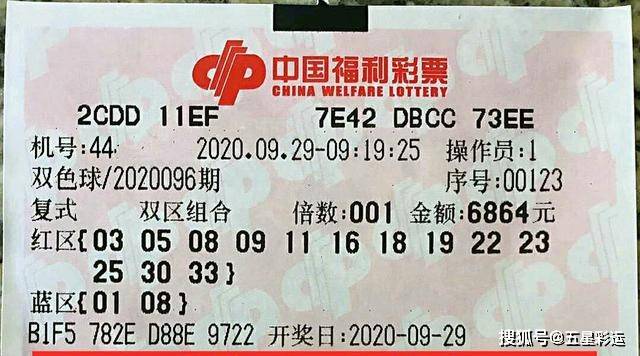 中国福利彩票
CHINA WELFARE LOTTERY
2CDD 11EF 7E42 DBCC 73EE
机号:44 2020.09.29-09:19:25 操作员:1
双色球/2020096期 序号:00123
复式 双区组合 倍数:001 金额:6864元
红区{03 05 08 09 11 16 18 19 22 23
25 30 33}
蓝区{01 08}
B1F5 782E D88E 9722 开奖日:2020-09-29
搜狐号@五星彩运